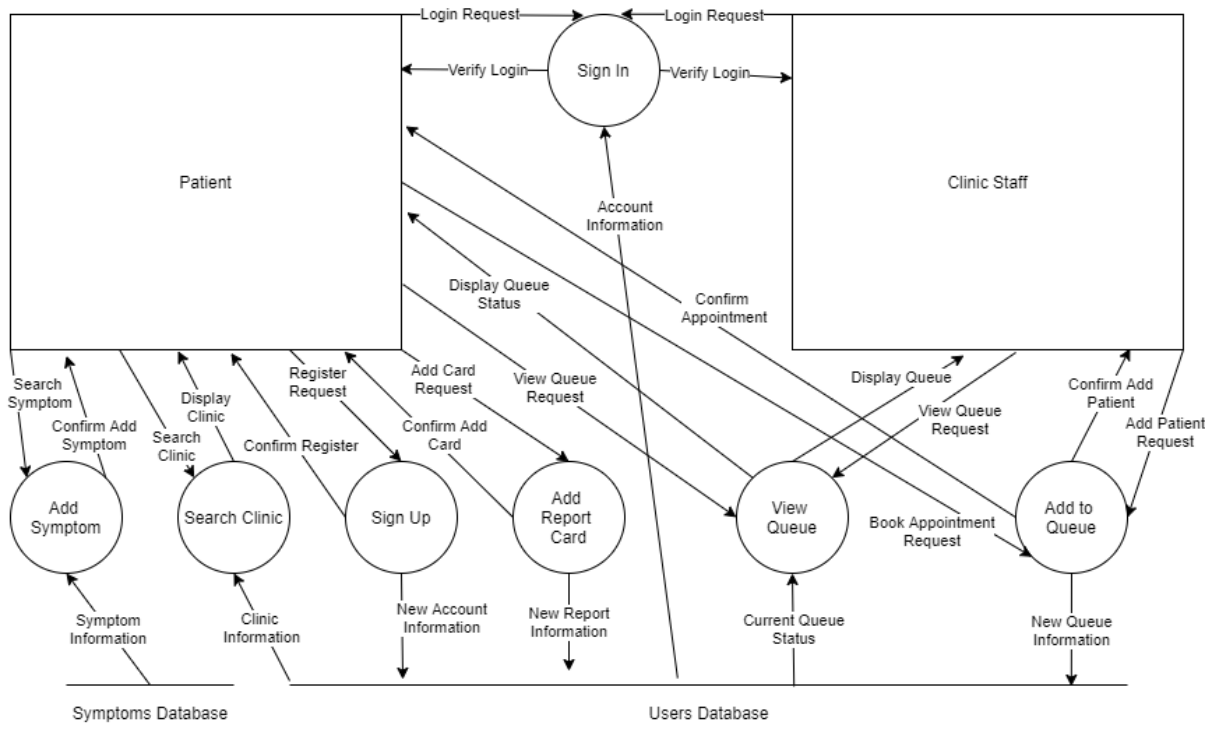 Login Request
Login Request
Sign In
Verify Login
Verify Login
Patient
Clinic Staff
Account
Information
Display Queue
Status
Confirm
Appointment
Search
Symptom
Confirm Add
Symptom
Search
Clinic
Display
Clinic
Confirm Register
Register
Request
Confirm Add
Card
Add Card
Request
View Queue
Request
Display Queue
View Queue
Request
Confirm Add
Patient
Add Patient
Request
Add
Symptom
Search Clinic
Sign Up
Add
Report
Card
View
Queue
Book Appointment
Request
Add to
Queue
Symptom
Information
Clinic
Information
New Account
Information
New Report
Information
Current Queue
Status
New Queue
Information
Symptoms Database
Users Database